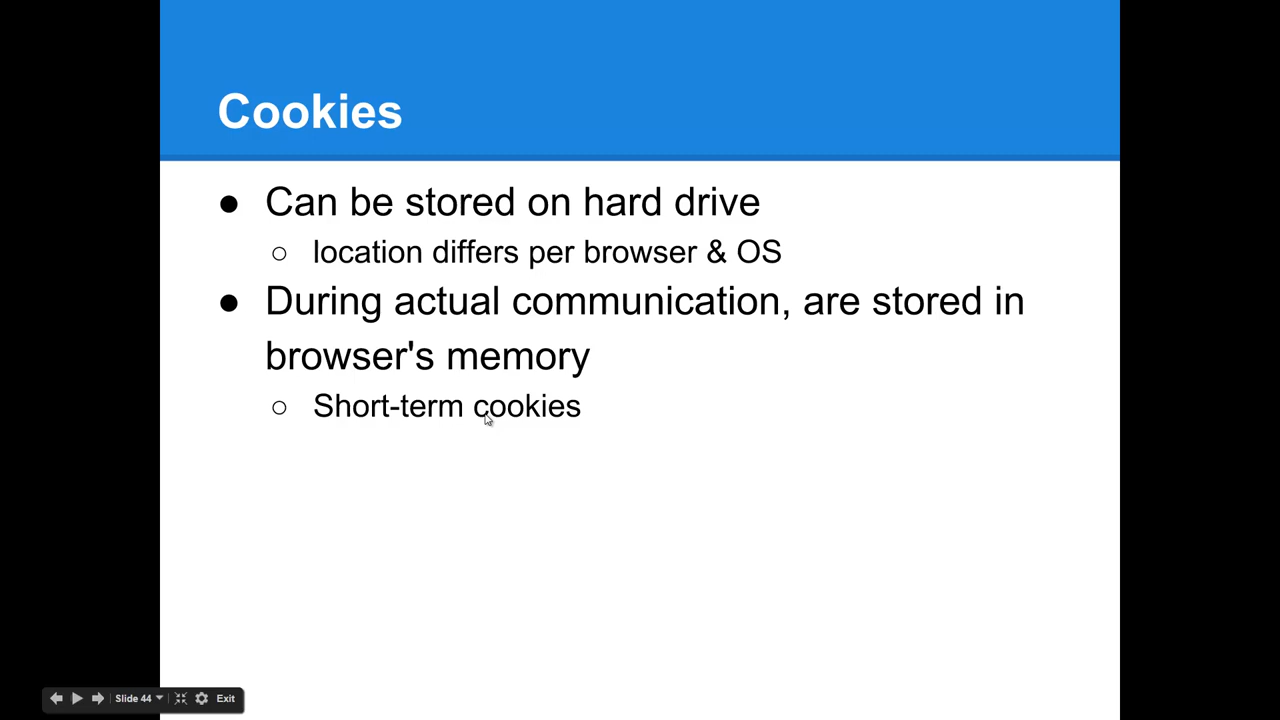 Cookies
● Can be stored on hard drive
○ location differs per browser & OS
● During actual communication, are stored in
browser's memory
○ Short-term cookies
Slide 44
Exit